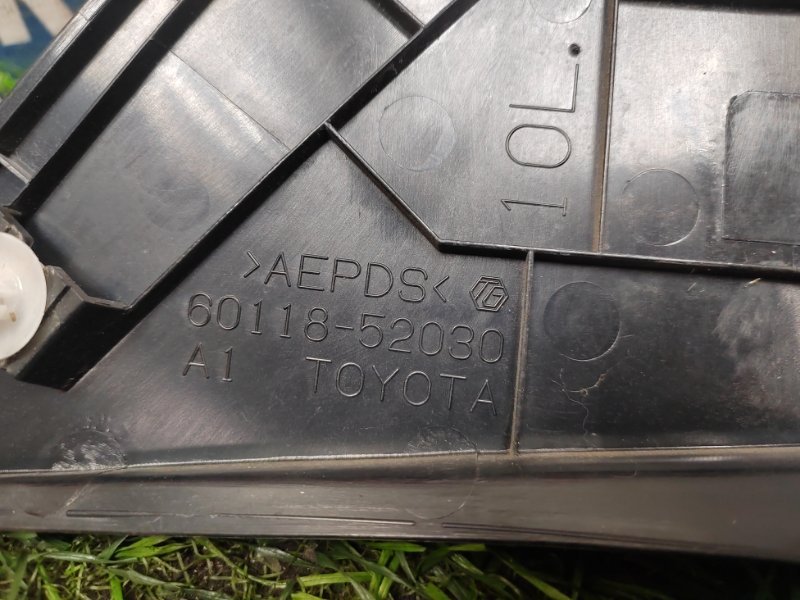 10L.
>AEPDS<
60118-52030
A1 TOYOTA